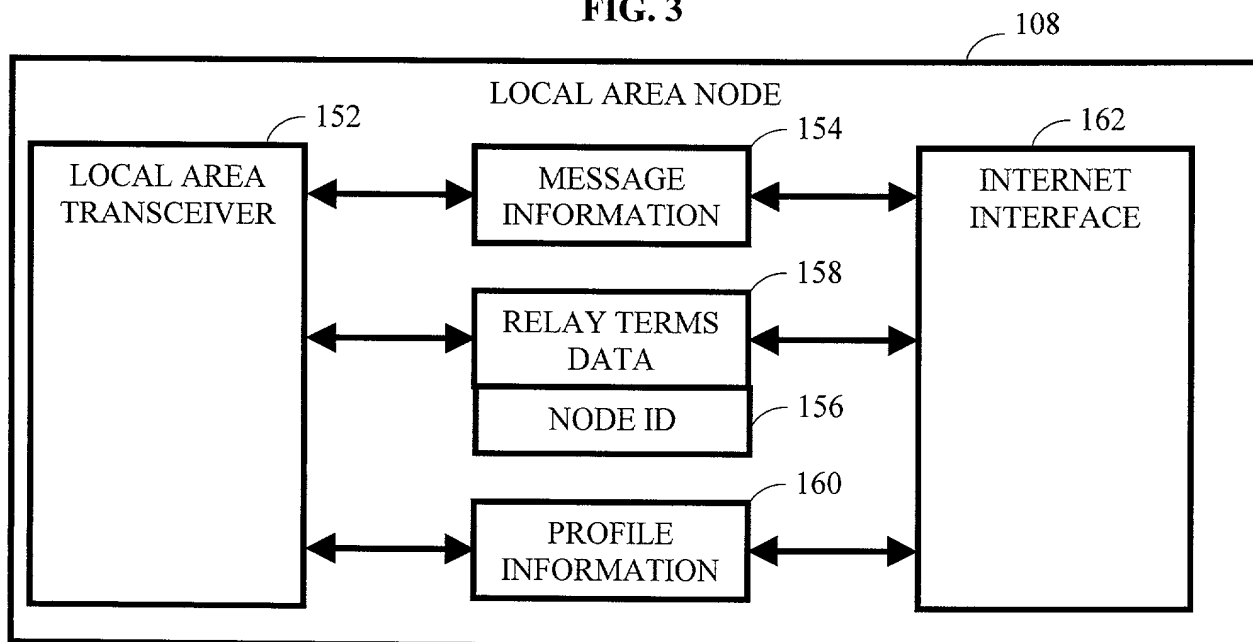 FIG. 3
108
LOCAL AREA NODE
152
LOCAL AREA
TRANSCEIVER
154
MESSAGE
INFORMATION
162
INTERNET
INTERFACE
158
RELAY TERMS
DATA
NODE ID
156
160
PROFILE
INFORMATION